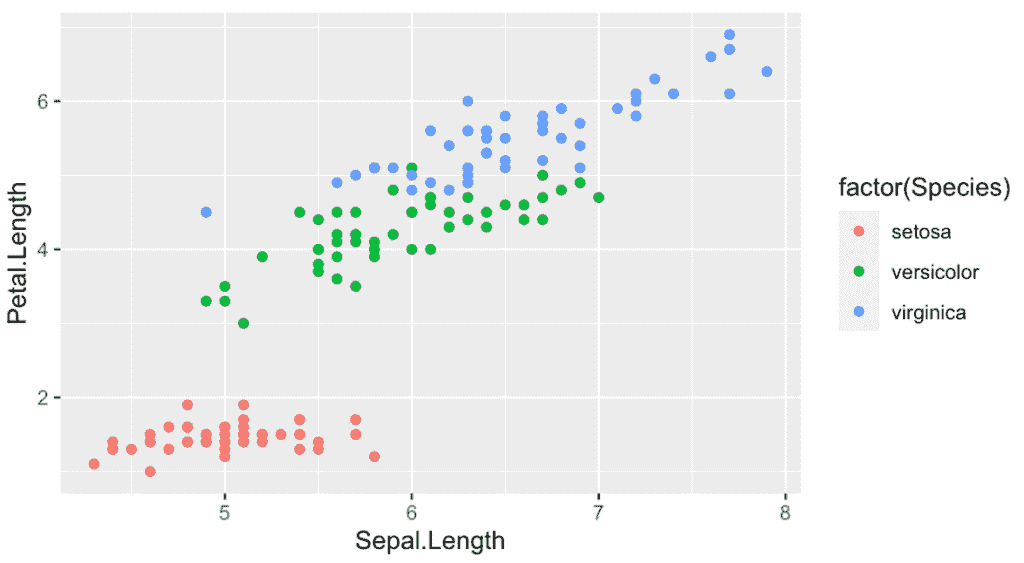 Petal.Length
6
4
2
5 6 7 8
Sepal.Length
factor(Species)
setosa
versicolor
virginica